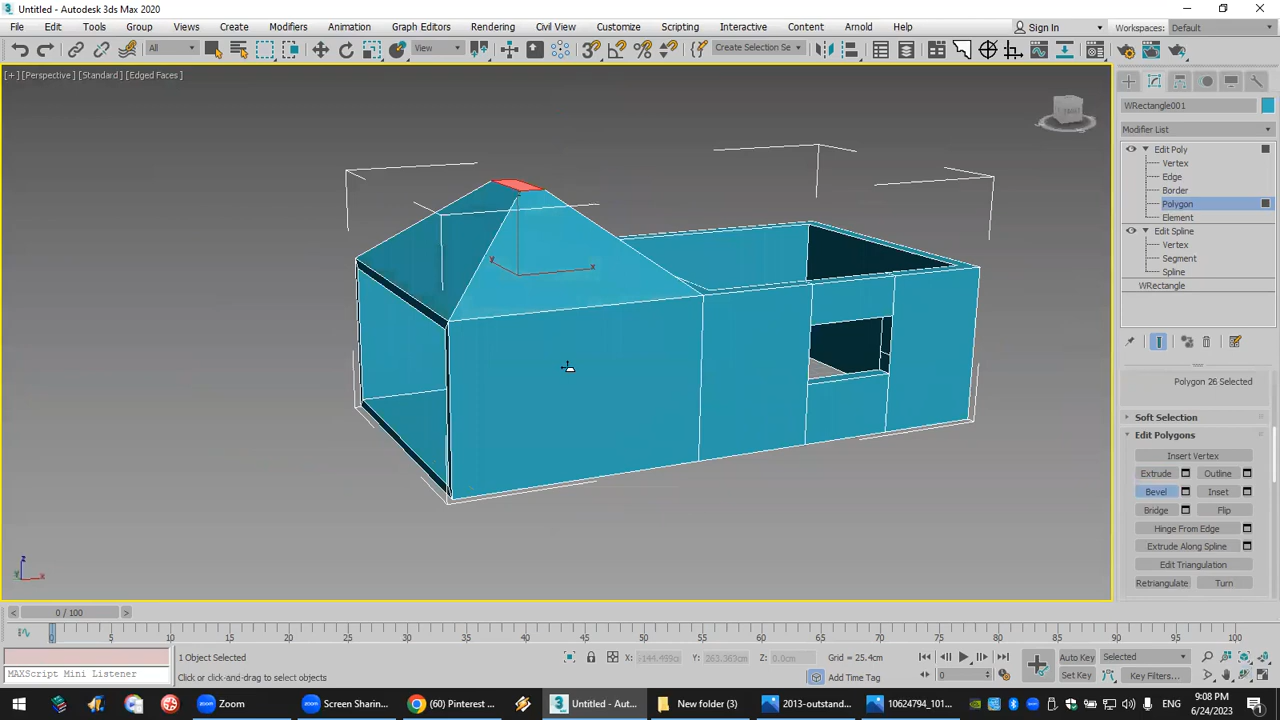 Untitled - Autodesk 3ds Max 2020
File Edit Tools Group Views Create Modifiers Animation Graph Editors Rendering Civil View Customize Scripting Interactive Content Arnold Help Sign In Workspaces: Default
All View Create Selection Se
[+] [Perspective] [Standard] [Edged Faces]
FRONT
WRectangle001
Modifier List
Edit Poly
Vertex
Edge
Border
Polygon
Element
Edit Spline
Vertex
Segment
Spline
WRectangle
Polygon 26 Selected
Soft Selection
Edit Polygons
Insert Vertex
Extrude Outline
Bevel Inset
Bridge Flip
Hinge From Edge
Extrude Along Spline
Edit Triangulation
Retriangulate Turn
x x
z
x
0 / 100
0 5 10 15 20 25 30 35 40 45 50 55 60 65 70 75 80 85 90 95 100
1 Object Selected X: -144.499c Y: 263.363cm Z: 0.0cm Grid = 25.4cm Auto Key Selected
MAXScript Mini Listener Click or click-and-drag to select objects Add Time Tag 0 Set Key Key Filters...
Zoom Screen Sharin... (60) Pinterest ... Untitled - Aut... New folder (3) 2013-outstand... 10624794_101... 9:08 PM
6/24/2023